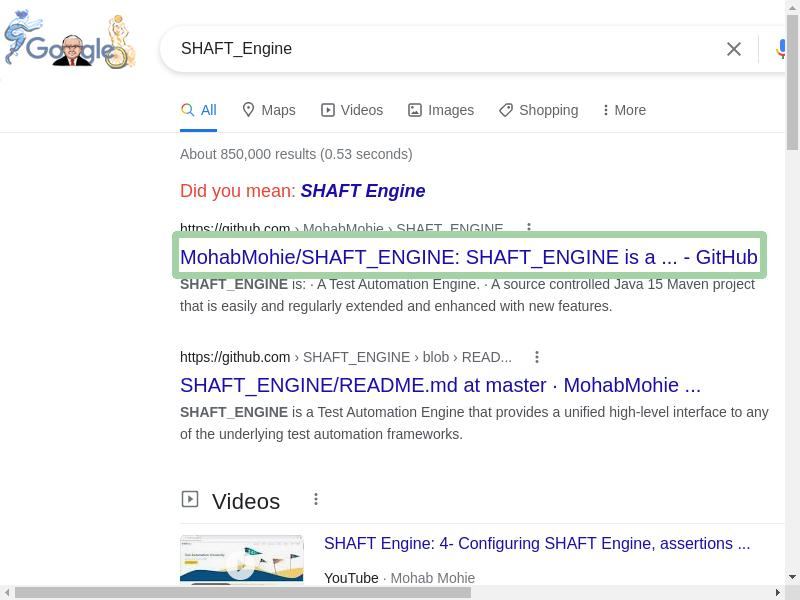 Google
SHAFT_Engine
All Maps Videos Images Shopping More
About 850,000 results (0.53 seconds)
Did you mean: SHAFT Engine
https://github.com › MohabMohie › SHAFT_ENGINE
MohabMohie/SHAFT_ENGINE: SHAFT_ENGINE is a ... - GitHub
SHAFT_ENGINE is: · A Test Automation Engine. · A source controlled Java 15 Maven project
that is easily and regularly extended and enhanced with new features.
https://github.com › SHAFT_ENGINE › blob › READ...
SHAFT_ENGINE/README.md at master · MohabMohie ...
SHAFT_ENGINE is a Test Automation Engine that provides a unified high-level interface to any
of the underlying test automation frameworks.
Videos
SHAFT Engine: 4- Configuring SHAFT Engine, assertions ...
YouTube · Mohab Mohie